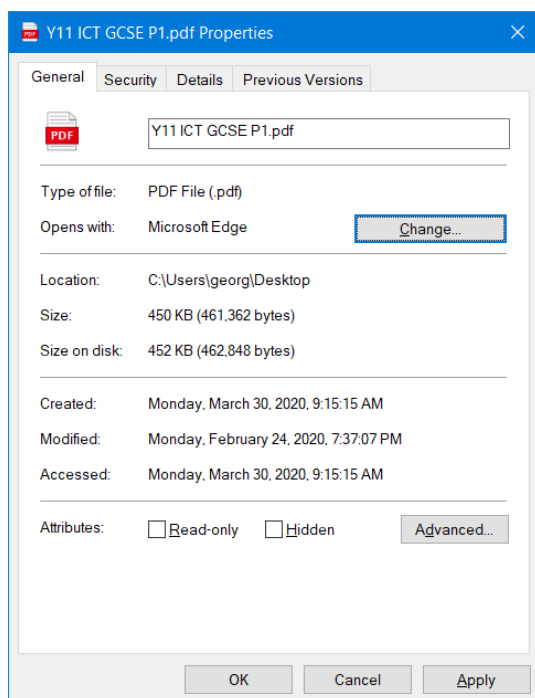 Y11 ICT GCSE P1.pdf Properties
General Security Details Previous Versions
PDF
Y11 ICT GCSE P1.pdf
Type of file: PDF File (.pdf)
Opens with: Microsoft Edge Change...
Location: C:\Users\georg\Desktop
Size: 450 KB (461,362 bytes)
Size on disk: 452 KB (462,848 bytes)
Created: Monday, March 30, 2020, 9:15:15 AM
Modified: Monday, February 24, 2020, 7:37:07 PM
Accessed: Monday, March 30, 2020, 9:15:15 AM
Attributes: Read-only Hidden Advanced...
OK Cancel Apply